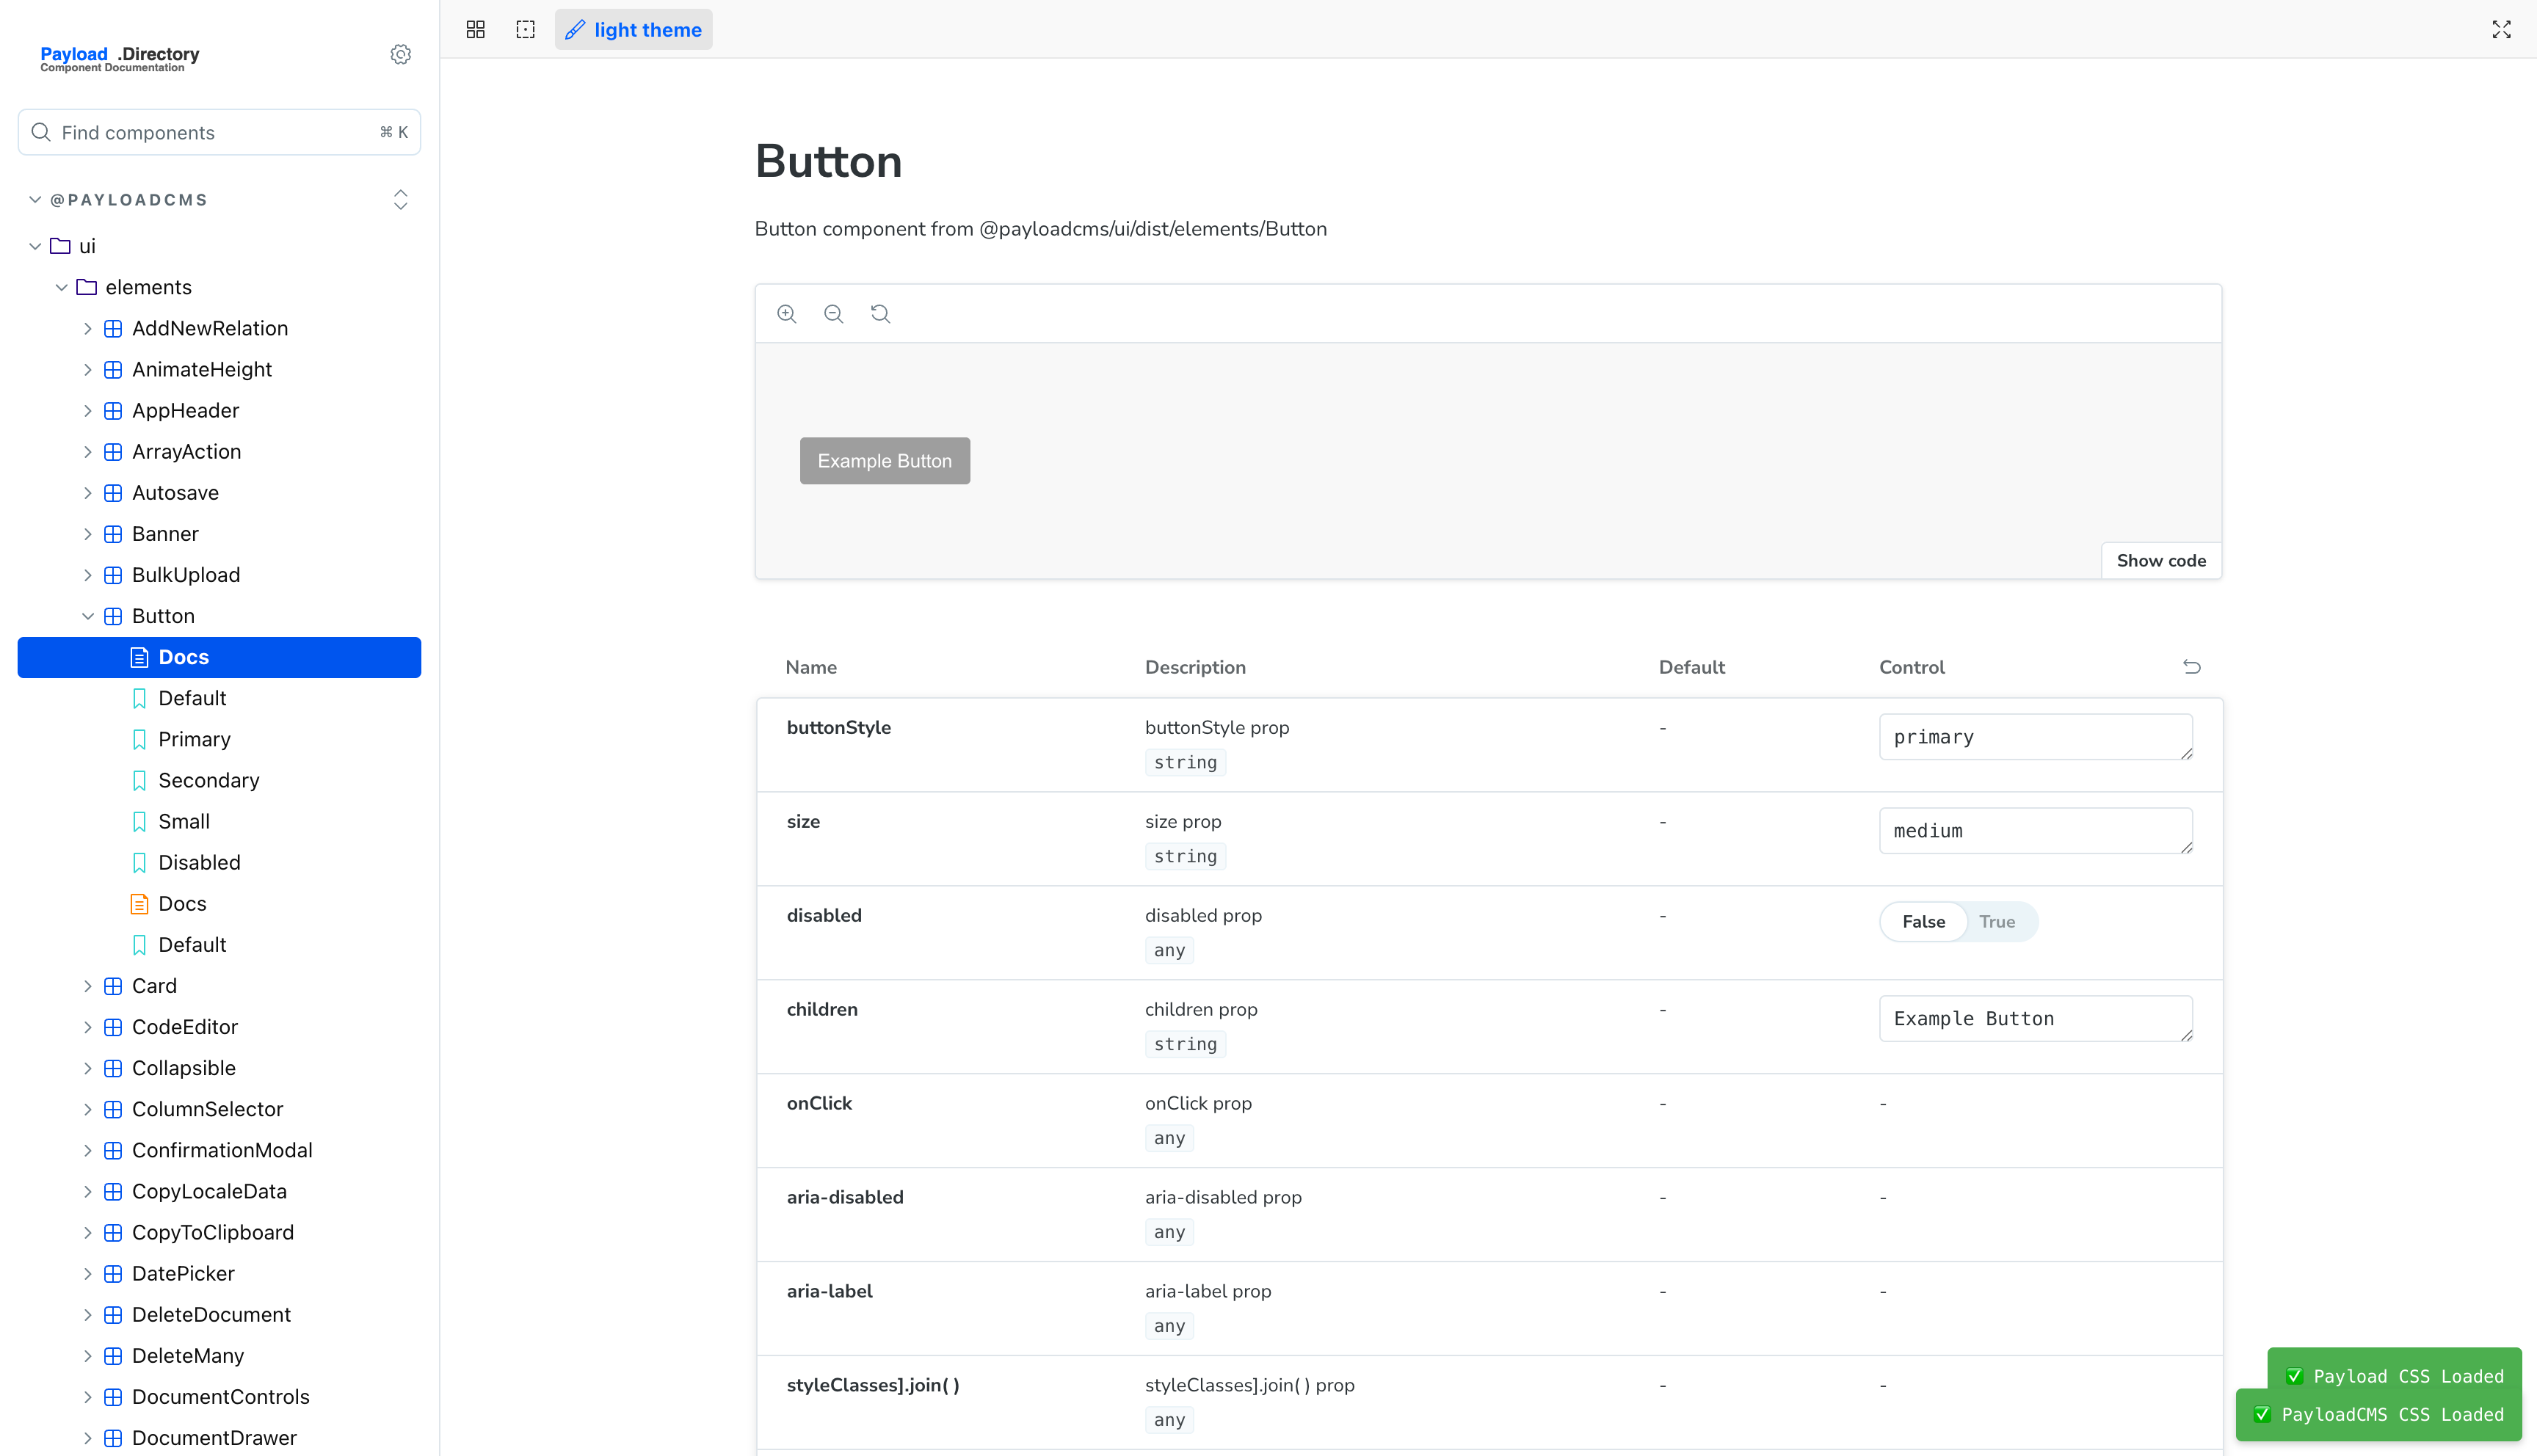 Payload .Directory
Component Documentation
Find components
⌘ K
@PAYLOADCMS
ui
elements
AddNewRelation
AnimateHeight
AppHeader
ArrayAction
Autosave
Banner
BulkUpload
Button
Docs
Default
Primary
Secondary
Small
Disabled
Docs
Default
Card
CodeEditor
Collapsible
ColumnSelector
ConfirmationModal
CopyLocaleData
CopyToClipboard
DatePicker
DeleteDocument
DeleteMany
DocumentControls
DocumentDrawer
light theme
Button
Button component from @payloadcms/ui/dist/elements/Button
Example Button
Show code
Name Description Default Control
buttonStyle buttonStyle prop - primary
string
size size prop - medium
string
disabled disabled prop - False True
any
children children prop - Example Button
string
onClick onClick prop - -
any
aria-disabled aria-disabled prop - -
any
aria-label aria-label prop - -
any
styleClasses].join( ) styleClasses].join( ) prop - -
any
✅ Payload CSS Loaded
✅ PayloadCMS CSS Loaded